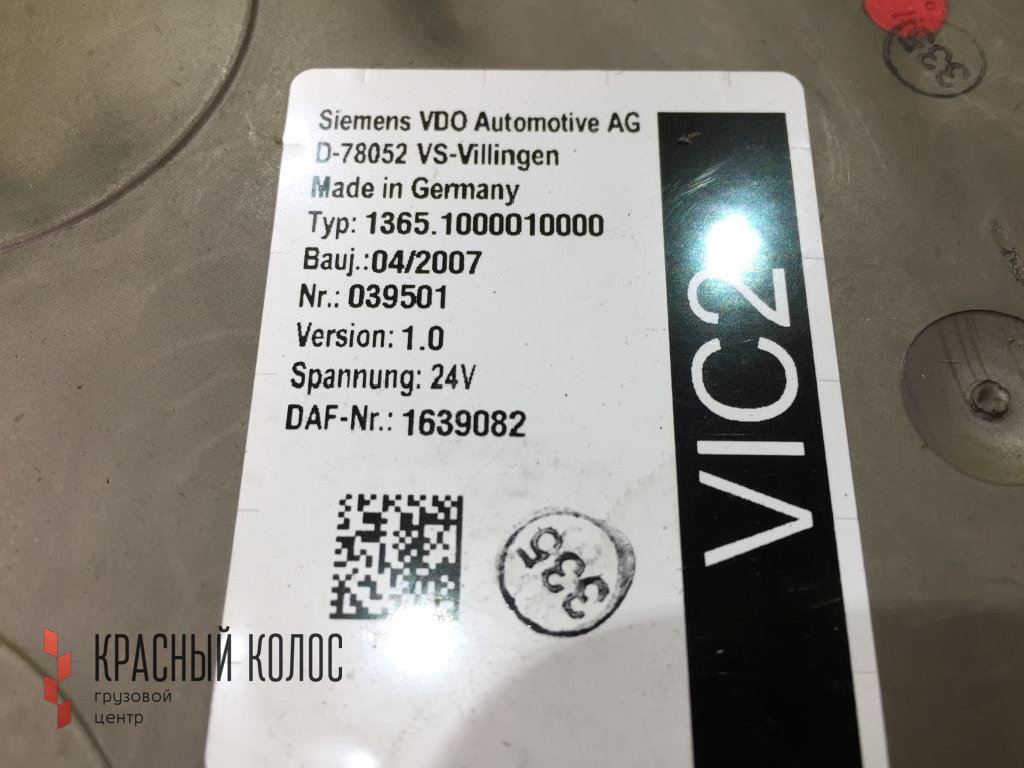 Siemens VDO Automotive AG
D-78052 VS-Villingen
Made in Germany
Typ: 1365.1000010000
Bauj.:04/2007
Nr.: 039501
Version: 1.0
Spannung: 24V
DAF-Nr.: 1639082
VIC2
335
335
КРАСНЫЙ КОЛОС
грузовой
центр